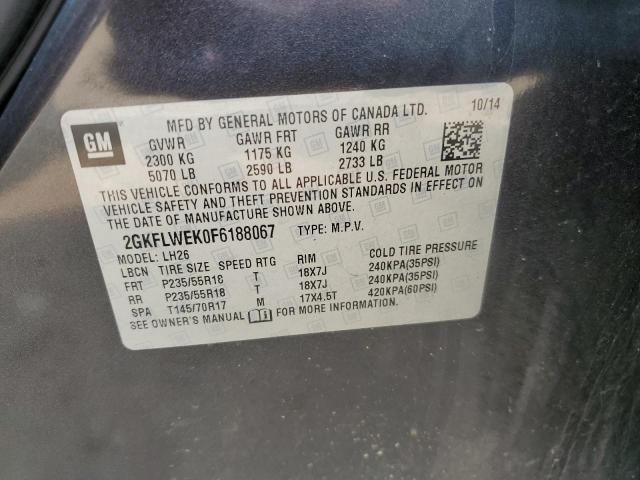 GM
MFD BY GENERAL MOTORS OF CANADA LTD. 10/14
GVWR GAWR FRT GAWR RR
2300 KG 1175 KG 1240 KG
5070 LB 2590 LB 2733 LB
THIS VEHICLE CONFORMS TO ALL APPLICABLE U.S. FEDERAL MOTOR
VEHICLE SAFETY AND THEFT PREVENTION STANDARDS IN EFFECT ON
THE DATE OF MANUFACTURE SHOWN ABOVE.
2GKFLWEK0F6188067 TYPE: M.P.V.
MODEL: LH26
LBCN TIRE SIZE SPEED RTG RIM COLD TIRE PRESSURE
FRT P235/55R18 T 18X7J 240KPA(35PSI)
RR P235/55R18 T 18X7J 240KPA(35PSI)
SPA T145/70R17 M 17X4.5T 420KPA(60PSI)
SEE OWNER'S MANUAL FOR MORE INFORMATION.